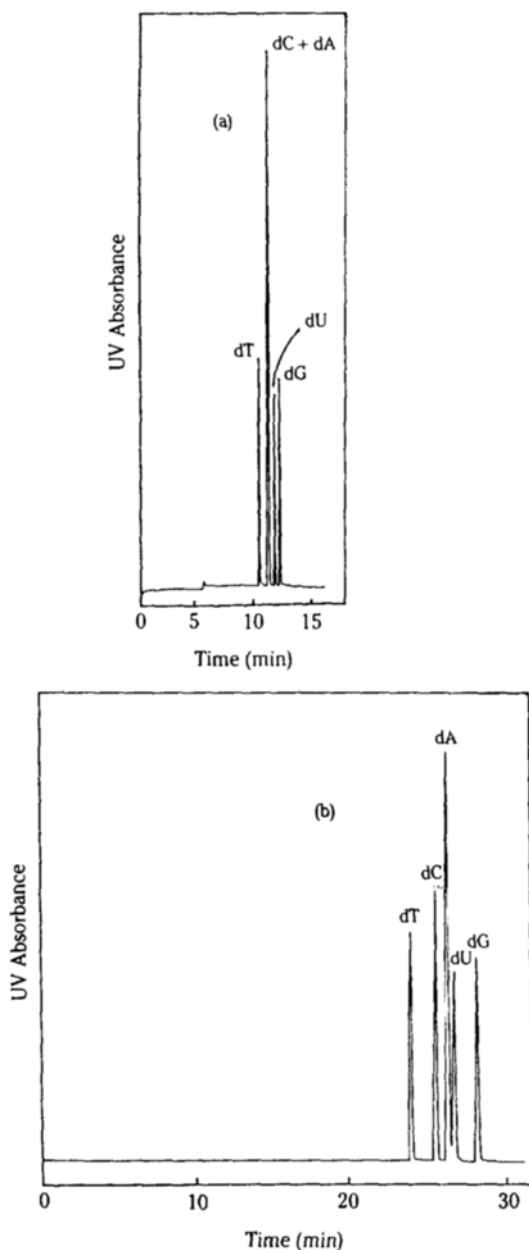 dC + dA
(a)
UV Absorbance
dU
dT
dG
0 5 10 15
Time (min)
dA
(b)
UV Absorbance
dC
dT
dU
dG
0 10 20 30
Time (min)